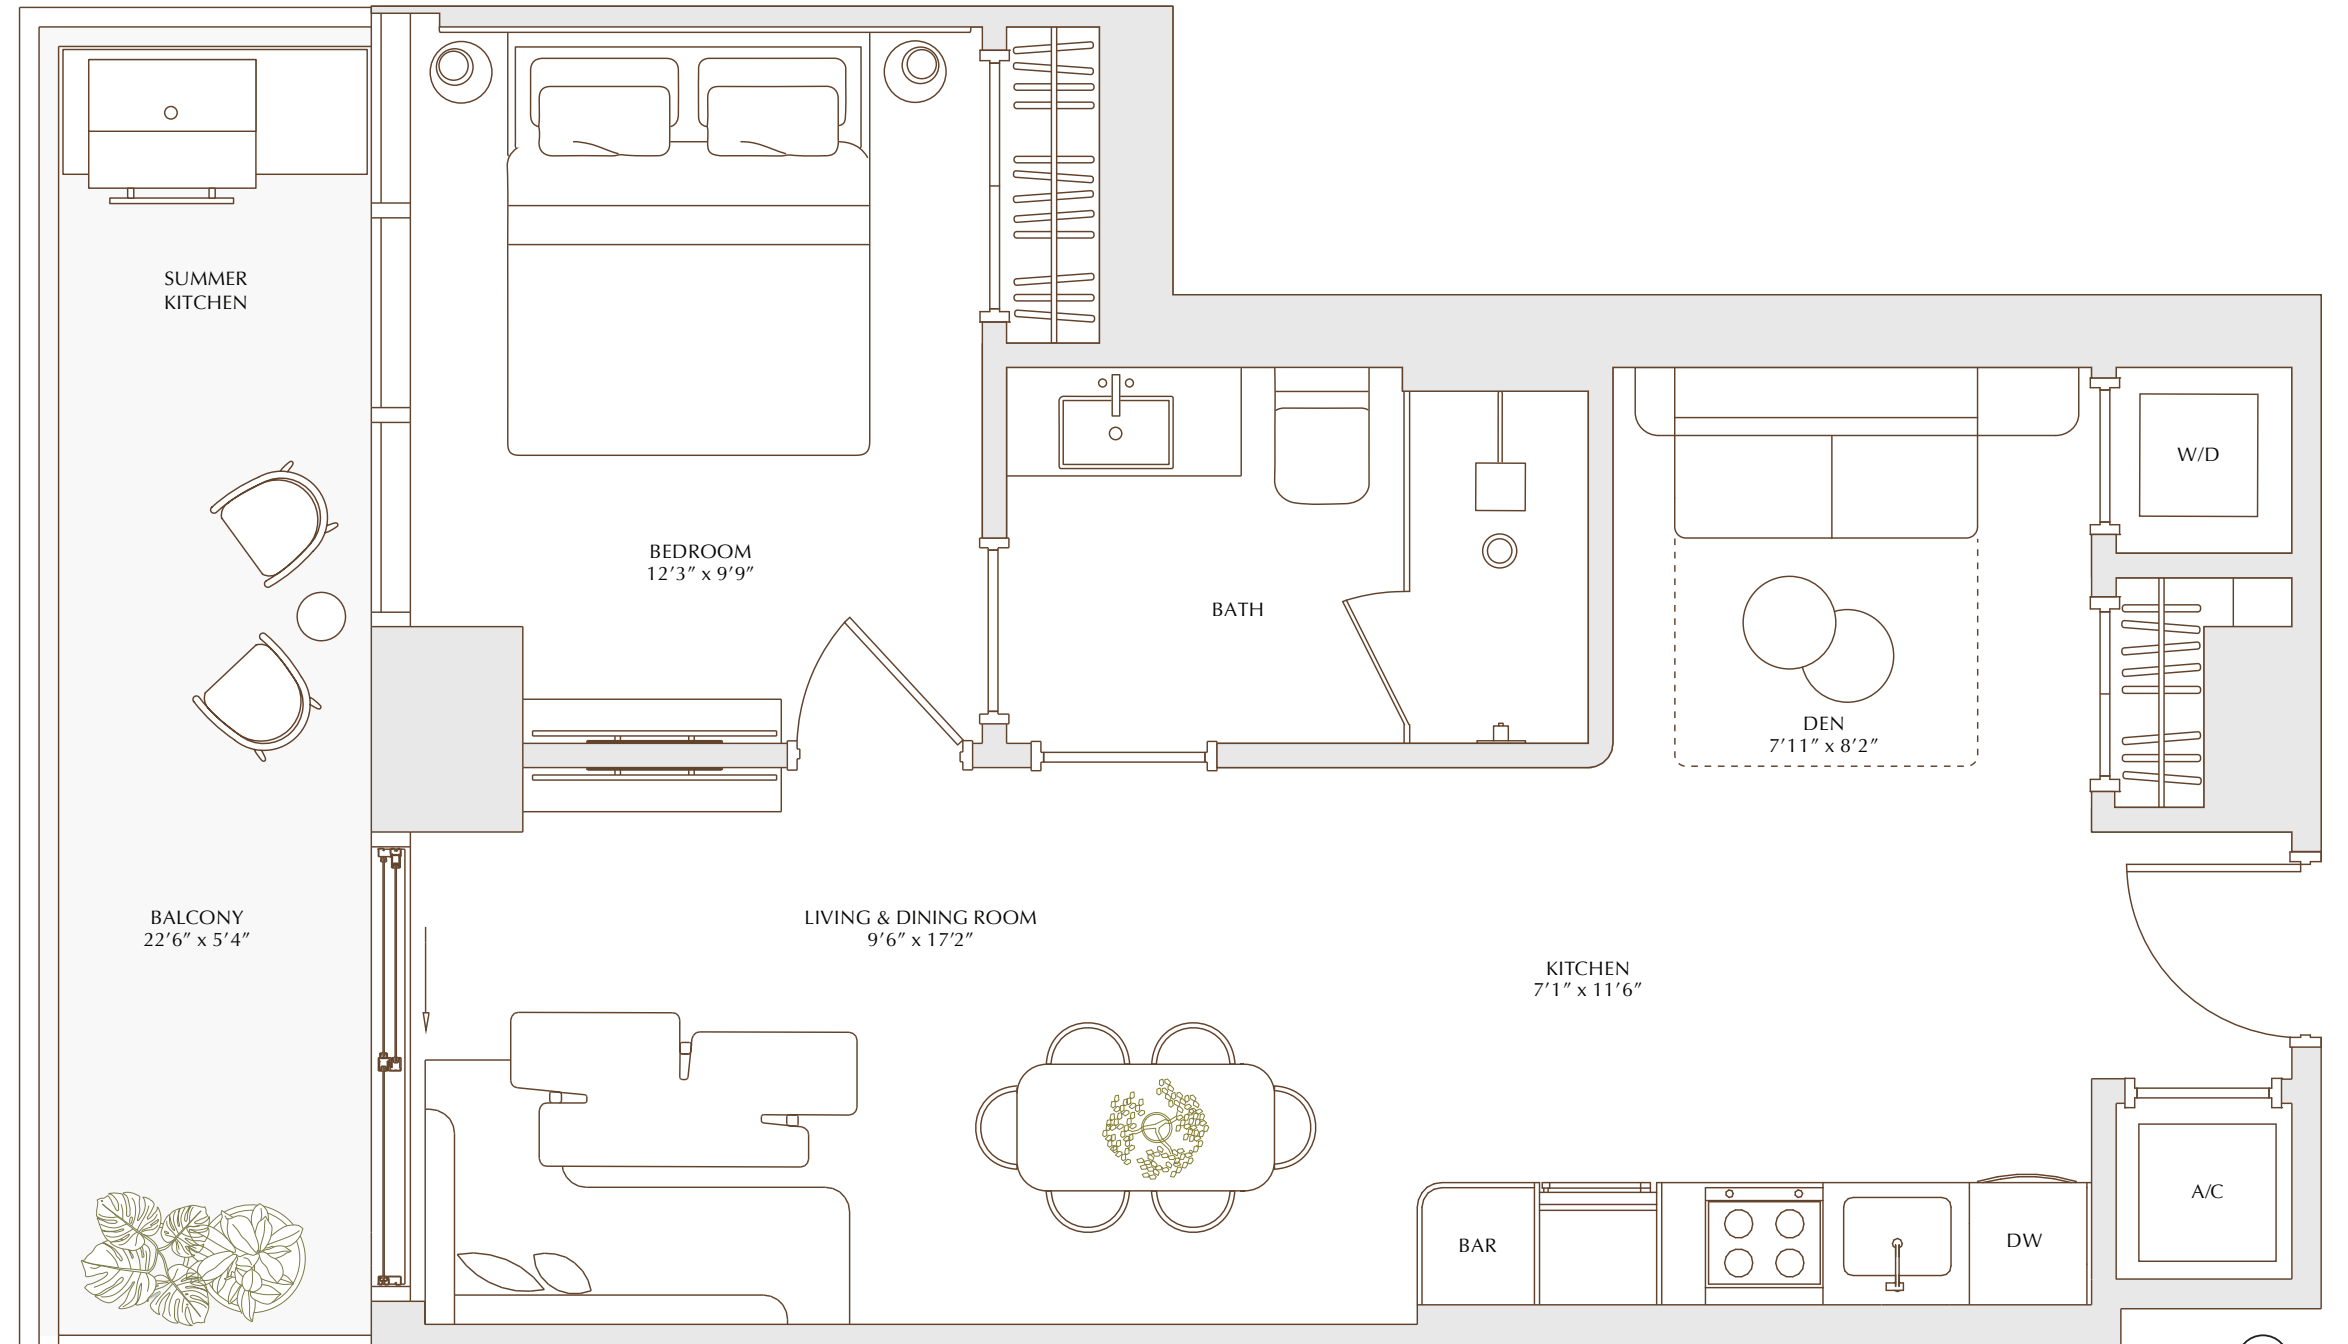 SUMMER
KITCHEN
BEDROOM
12’3” x 9’9”
BATH
W/D
DEN
7’11” x 8’2”
BALCONY
22’6” x 5’4”
LIVING & DINING ROOM
9’6” x 17’2”
KITCHEN
7’1” x 11’6”
A/C
BAR
DW